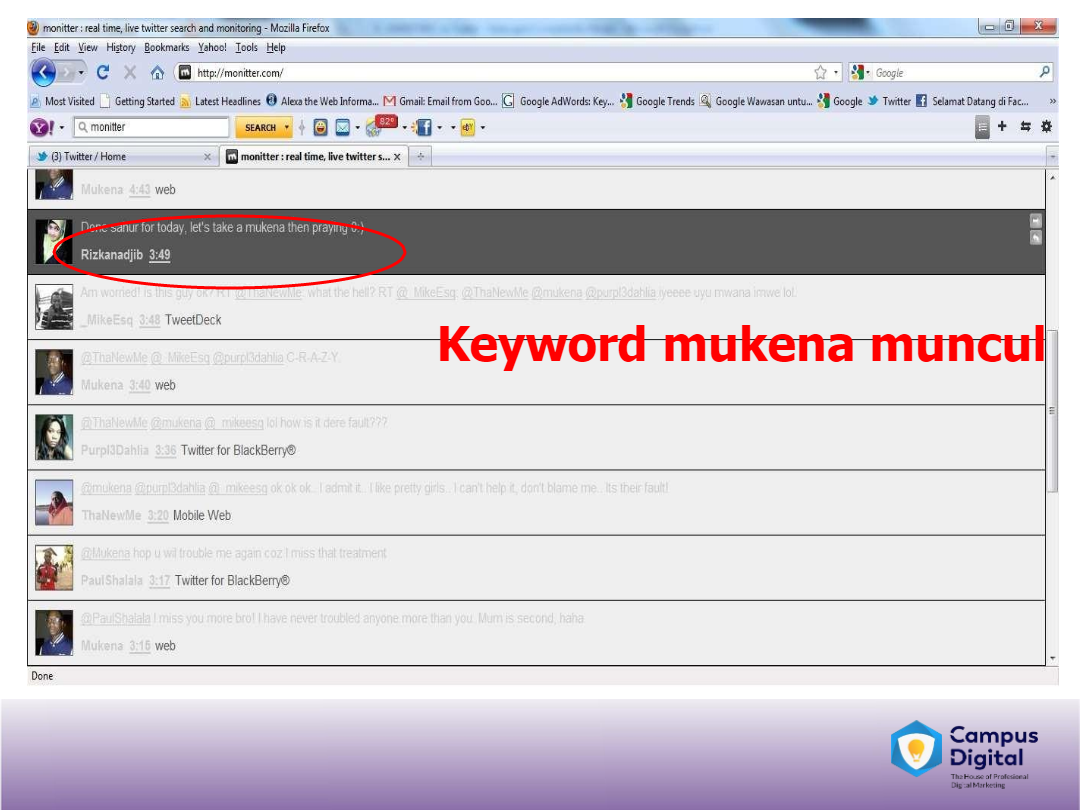 monitter : real time, live twitter search and monitoring - Mozilla Firefox
File Edit View History Bookmarks Yahoo! Tools Help
http://monitter.com/
Google
Most Visited Getting Started Latest Headlines Alexa the Web Informa... Gmail: Email from Goo... Google AdWords: Key... Google Trends Google Wawasan untu... Google Twitter Selamat Datang di Fac... »
monitter SEARCH 82°
(3) Twitter / Home x monitter : real time, live twitter s... x
Mukena 4:43 web
Done sahur for today, let's take a mukena then praying 0:)
Rizkanadjib 3:49
Am worried! Is this guy ok? RT @ThaNewMe: what the hell? RT @_MikeEsq: @ThaNewMe @mukena @purpl3dahlia iyeeee uyu mwana imwe lol.
_MikeEsq 3:48 TweetDeck
Keyword mukena muncul
@ThaNewMe @_MikeEsq @purpl3dahlia C-R-A-Z-Y.
Mukena 3:40 web
@ThaNewMe @mukena @_mikeesq lol how is it dere fault???
Purpl3Dahlia 3:36 Twitter for BlackBerry®
@mukena @purpl3dahlia @_mikeesq ok ok ok.. I admit it.. I like pretty girls.. I can't help it, don't blame me.. Its their fault!
ThaNewMe 3:20 Mobile Web
@Mukena hop u wil trouble me again coz I miss that treatment
PaulShalala 3:17 Twitter for BlackBerry®
@PaulShalala I miss you more bro! I have never troubled anyone more than you. Mum is second, haha
Mukena 3:15 web
Done
Campus
Digital
The House of Profesional
Digital Marketing